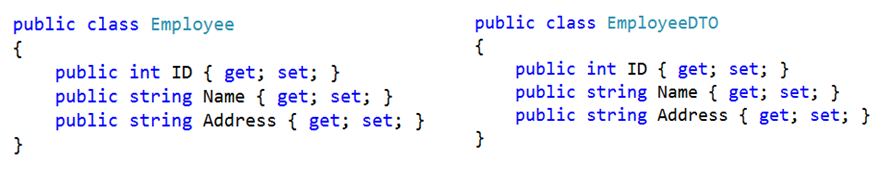 public class Employee
{
    public int ID { get; set; }
    public string Name { get; set; }
    public string Address { get; set; }
}
public class EmployeeDTO
{
    public int ID { get; set; }
    public string Name { get; set; }
    public string Address { get; set; }
}